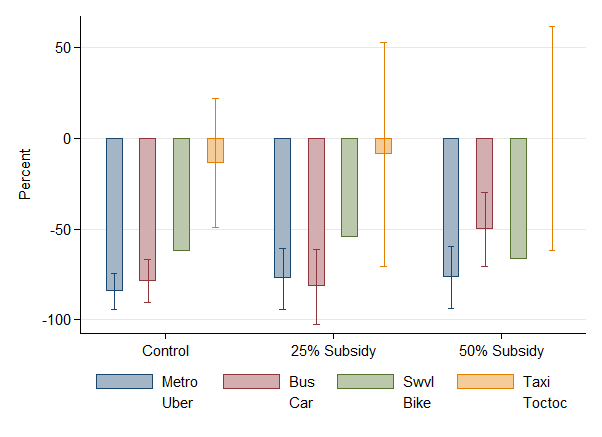 50
0
-50
-100
Percent
Control 25% Subsidy 50% Subsidy
Metro Bus Swvl Taxi
Uber Car Bike Toctoc